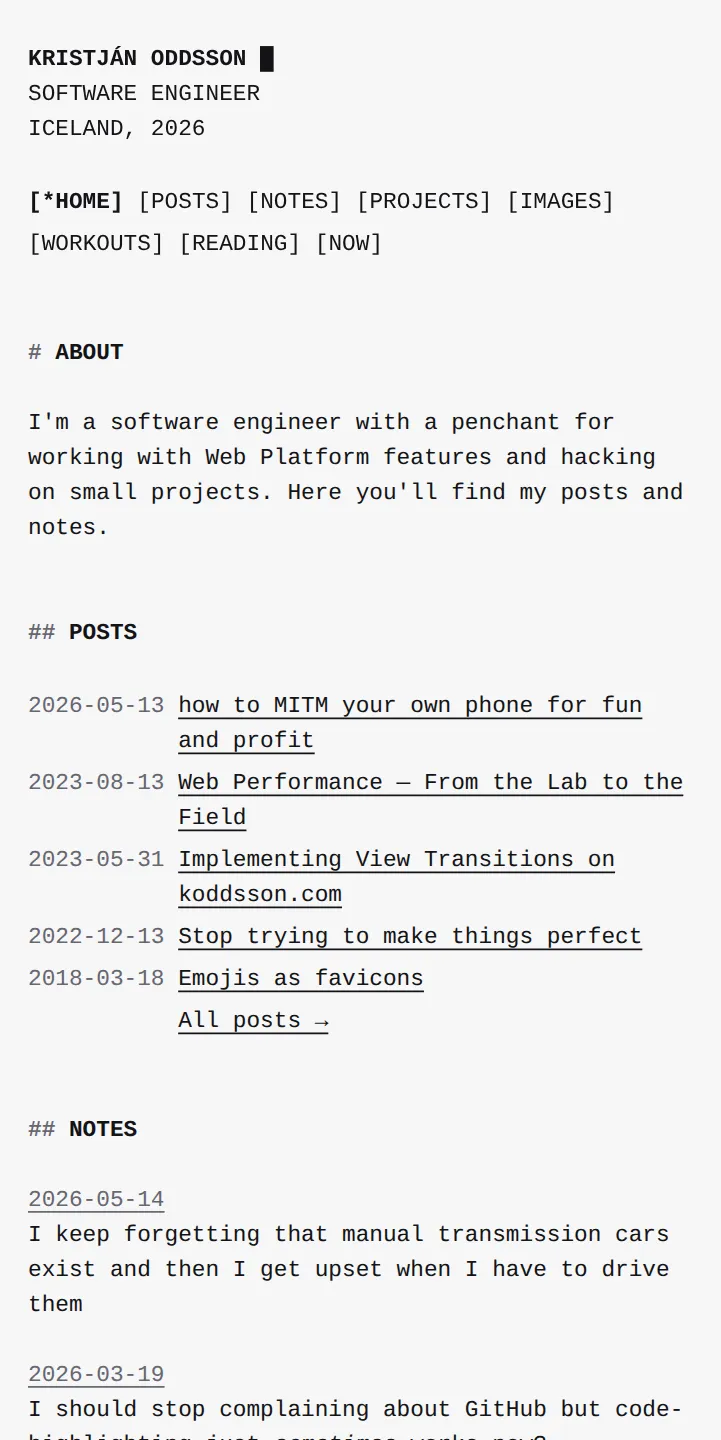 KRISTJÁN ODDSSON █
SOFTWARE ENGINEER
ICELAND, 2026
[*HOME] [POSTS] [NOTES] [PROJECTS] [IMAGES]
[WORKOUTS] [READING] [NOW]
# ABOUT
I'm a software engineer with a penchant for
working with Web Platform features and hacking
on small projects. Here you'll find my posts and
notes.
## POSTS
2026-05-13 how to MITM your own phone for fun
and profit
2023-08-13 Web Performance — From the Lab to the
Field
2023-05-31 Implementing View Transitions on
koddsson.com
2022-12-13 Stop trying to make things perfect
2018-03-18 Emojis as favicons
All posts →
## NOTES
2026-05-14
I keep forgetting that manual transmission cars
exist and then I get upset when I have to drive
them
2026-03-19
I should stop complaining about GitHub but code-
highlighting just sometimes works now?